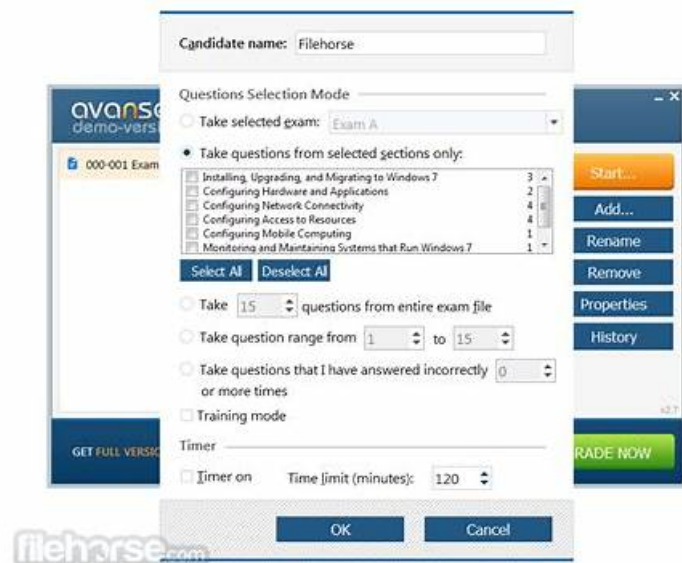 Candidate name: Filehorse
Questions Selection Mode
Take selected exam: Exam A
Take questions from selected sections only:
Installing, Upgrading, and Migrating to Windows 7 3
Configuring Hardware and Applications 2
Configuring Network Connectivity 4
Configuring Access to Resources 4
Configuring Mobile Computing 1
Monitoring and Maintaining Systems that Run Windows 7 1
Select All Deselect All
Take 15 questions from entire exam file
Take question range from 1 to 15
Take questions that I have answered incorrectly 0
or more times
Training mode
Timer
Timer on Time limit (minutes): 120
OK Cancel
avanse
demo-versi
000-001 Exam
Start...
Add...
Rename
Remove
Properties
History
v2.7
GET FULL VERSIO
RADE NOW
filehorse.com